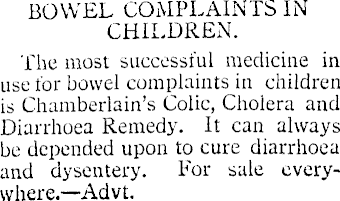 BOWEL COMPLAINTS IN
CHILDREN.
The most successful medicine in
use for bowel complaints in children
is Chamberlain's Colic, Cholera and
Diarrhoea Remedy. It can always
be depended upon to cure diarrhoea
and dysentery. For sale every-
where.—Advt.